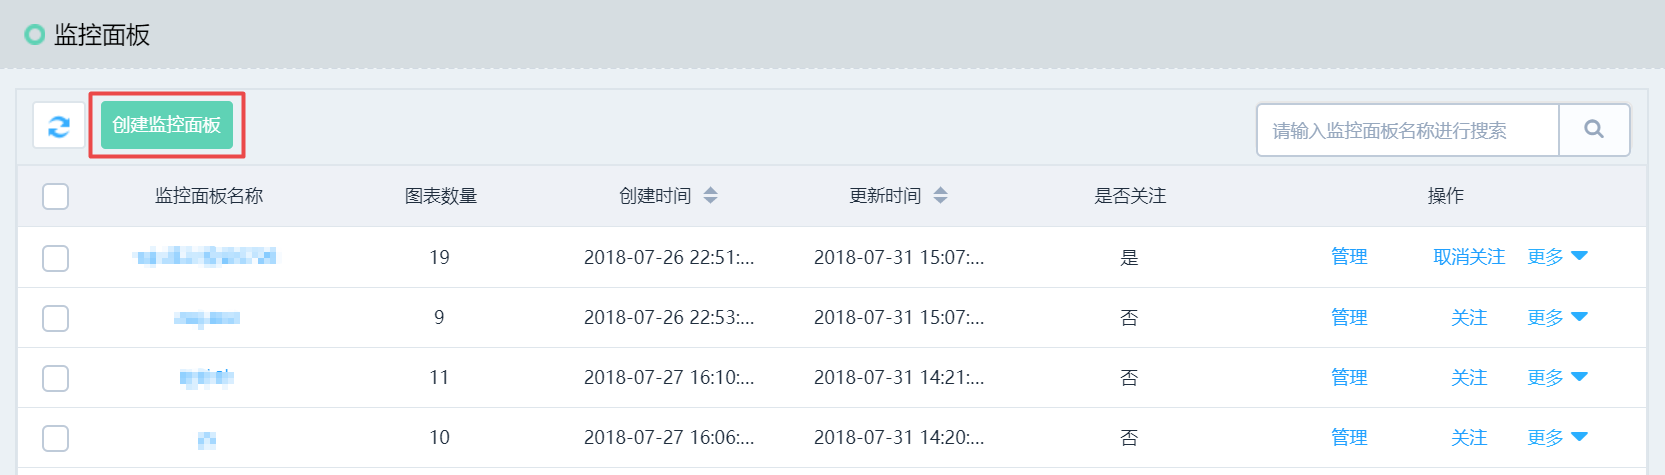 监控面板
创建监控面板 请输入监控面板名称进行搜索
监控面板名称 图表数量 创建时间 更新时间 是否关注 操作
19 2018-07-26 22:51:... 2018-07-31 15:07:... 是 管理 取消关注 更多
9 2018-07-26 22:53:... 2018-07-31 15:07:... 否 管理 关注 更多
11 2018-07-27 16:10:... 2018-07-31 14:21:... 否 管理 关注 更多
10 2018-07-27 16:06:... 2018-07-31 14:20:... 否 管理 关注 更多